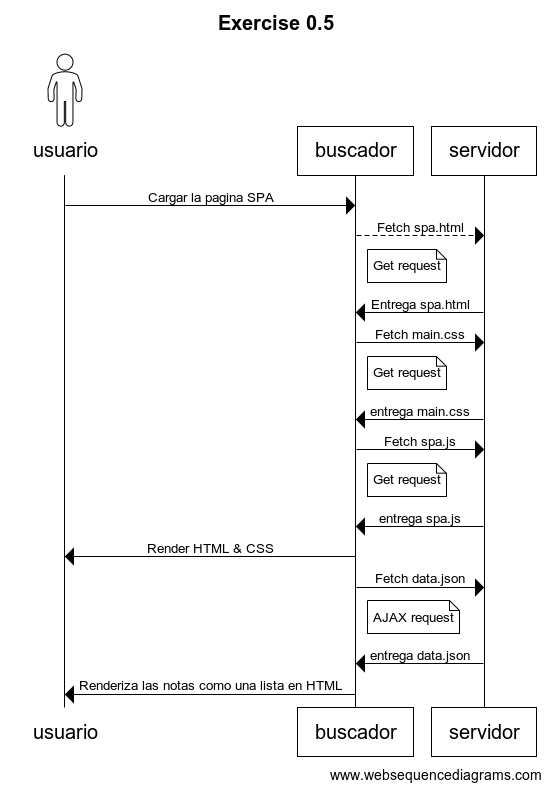 Exercise 0.5
usuario
buscador
servidor
Cargar la pagina SPA
Fetch spa.html
Get request
Entrega spa.html
Fetch main.css
Get request
entrega main.css
Fetch spa.js
Get request
entrega spa.js
Render HTML & CSS
Fetch data.json
AJAX request
entrega data.json
Renderiza las notas como una lista en HTML
usuario
buscador
servidor
www.websequencediagrams.com